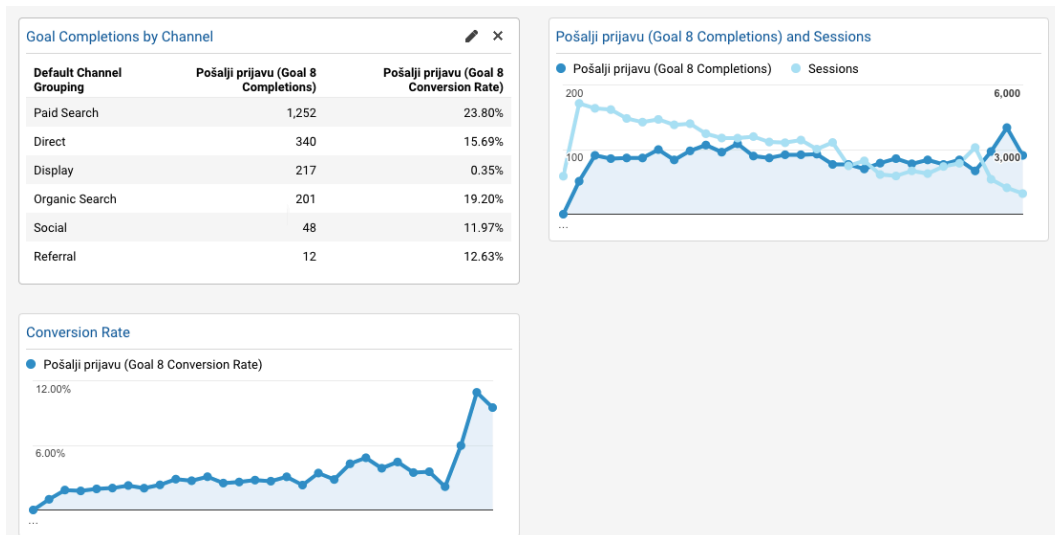 Goal Completions by Channel
Default Channel Grouping
Pošalji prijavu (Goal 8 Completions)
Pošalji prijavu (Goal 8 Conversion Rate)
Paid Search 1,252 23.80%
Direct 340 15.69%
Display 217 0.35%
Organic Search 201 19.20%
Social 48 11.97%
Referral 12 12.63%
Pošalji prijavu (Goal 8 Completions) and Sessions
Pošalji prijavu (Goal 8 Completions) Sessions
200 6,000
100 3,000
...
Conversion Rate
Pošalji prijavu (Goal 8 Conversion Rate)
12.00%
6.00%
...